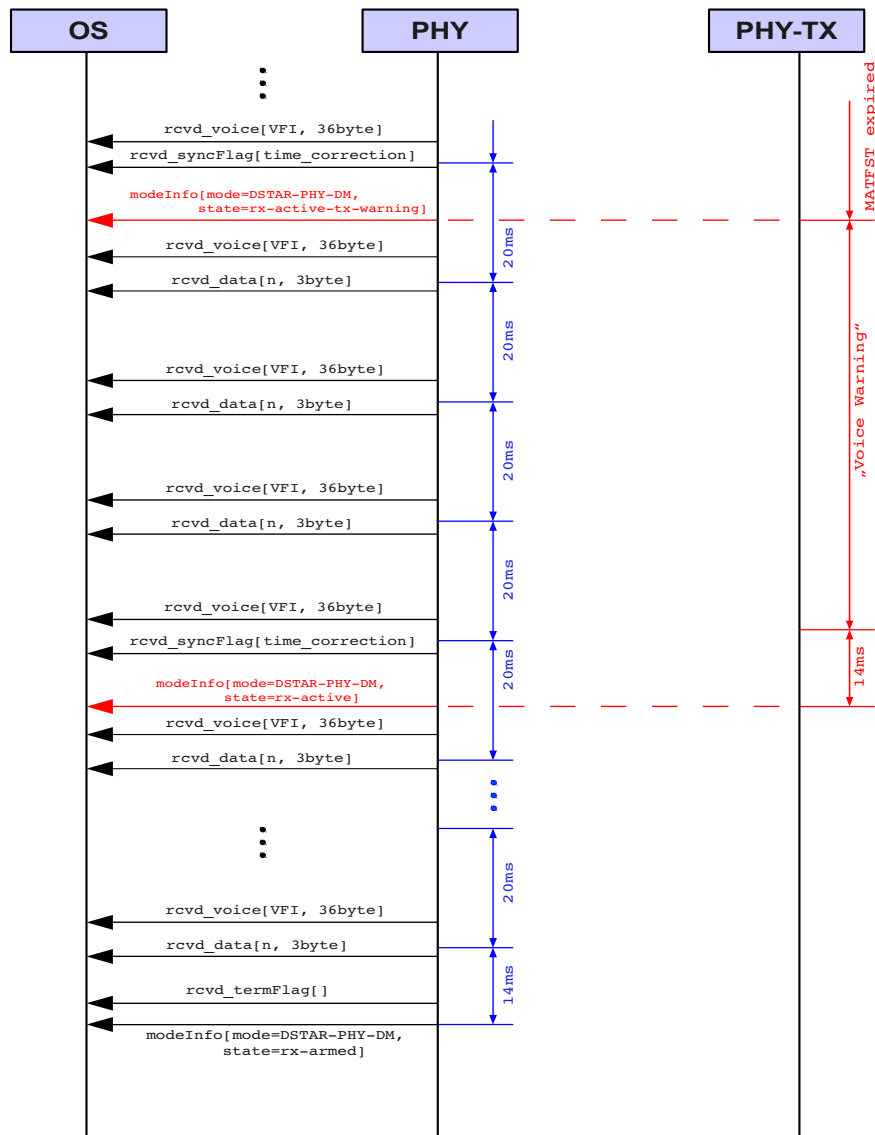 OS
PHY
PHY-TX
MATFST expired
rcvd_voice[VFI, 36byte]
rcvd_syncFlag[time_correction]
modeInfo[mode=DSTAR-PHY-DM,
state=rx-active-tx-warning]
20ms
rcvd_voice[VFI, 36byte]
rcvd_data[n, 3byte]
20ms
„Voice Warning“
rcvd_voice[VFI, 36byte]
rcvd_data[n, 3byte]
20ms
rcvd_voice[VFI, 36byte]
rcvd_data[n, 3byte]
20ms
rcvd_voice[VFI, 36byte]
rcvd_syncFlag[time_correction]
20ms
14ms
modeInfo[mode=DSTAR-PHY-DM,
state=rx-active]
rcvd_voice[VFI, 36byte]
rcvd_data[n, 3byte]
20ms
rcvd_voice[VFI, 36byte]
rcvd_data[n, 3byte]
14ms
rcvd_termFlag[]
modeInfo[mode=DSTAR-PHY-DM,
state=rx-armed]